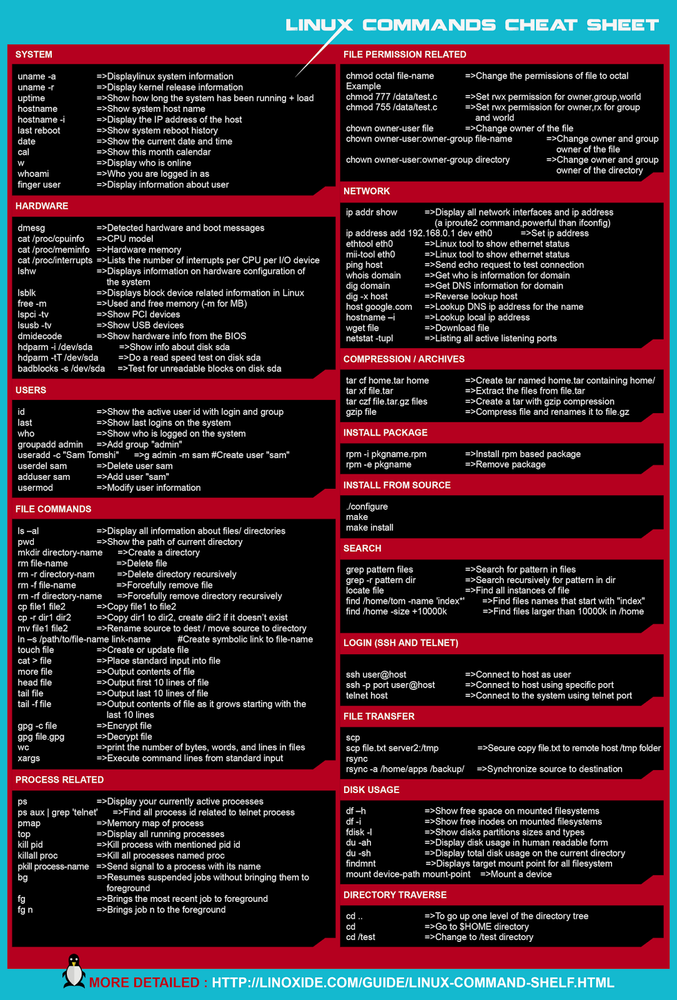 LINUX COMMANDS CHEAT SHEET
SYSTEM
uname -a =>Displaylinux system information
uname -r =>Display kernel release information
uptime =>Show how long the system has been running + load
hostname =>Show system host name
hostname -i =>Display the IP address of the host
last reboot =>Show system reboot history
date =>Show the current date and time
cal =>Show this month calendar
w =>Display who is online
whoami =>Who you are logged in as
finger user =>Display information about user
HARDWARE
dmesg =>Detected hardware and boot messages
cat /proc/cpuinfo =>CPU model
cat /proc/meminfo =>Hardware memory
cat /proc/interrupts =>Lists the number of interrupts per CPU per I/O device
lshw =>Displays information on hardware configuration of
the system
lsblk =>Displays block device related information in Linux
free -m =>Used and free memory (-m for MB)
lspci -tv =>Show PCI devices
lsusb -tv =>Show USB devices
dmidecode =>Show hardware info from the BIOS
hdparm -i /dev/sda =>Show info about disk sda
hdparm -tT /dev/sda =>Do a read speed test on disk sda
badblocks -s /dev/sda =>Test for unreadable blocks on disk sda
USERS
id =>Show the active user id with login and group
last =>Show last logins on the system
who =>Show who is logged on the system
groupadd admin =>Add group "admin"
useradd -c "Sam Tomshi" =>g admin -m sam #Create user "sam"
userdel sam =>Delete user sam
adduser sam =>Add user "sam"
usermod =>Modify user information
FILE COMMANDS
ls –al =>Display all information about files/ directories
pwd =>Show the path of current directory
mkdir directory-name =>Create a directory
rm file-name =>Delete file
rm -r directory-nam =>Delete directory recursively
rm -f file-name =>Forcefully remove file
rm -rf directory-name =>Forcefully remove directory recursively
cp file1 file2 =>Copy file1 to file2
cp -r dir1 dir2 =>Copy dir1 to dir2, create dir2 if it doesn't exist
mv file1 file2 =>Rename source to dest / move source to directory
ln –s /path/to/file-name link-name #Create symbolic link to file-name
touch file =>Create or update file
cat > file =>Place standard input into file
more file =>Output contents of file
head file =>Output first 10 lines of file
tail file =>Output last 10 lines of file
tail -f file =>Output contents of file as it grows starting with the
last 10 lines
gpg -c file =>Encrypt file
gpg file.gpg =>Decrypt file
wc =>print the number of bytes, words, and lines in files
xargs =>Execute command lines from standard input
PROCESS RELATED
ps =>Display your currently active processes
ps aux | grep 'telnet' =>Find all process id related to telnet process
pmap =>Memory map of process
top =>Display all running processes
kill pid =>Kill process with mentioned pid id
killall proc =>Kill all processes named proc
pkill process-name =>Send signal to a process with its name
bg =>Resumes suspended jobs without bringing them to
foreground
fg =>Brings the most recent job to foreground
fg n =>Brings job n to the foreground
FILE PERMISSION RELATED
chmod octal file-name =>Change the permissions of file to octal
Example
chmod 777 /data/test.c =>Set rwx permission for owner,group,world
chmod 755 /data/test.c =>Set rwx permission for owner,rx for group
and world
chown owner-user file =>Change owner of the file
chown owner-user:owner-group file-name =>Change owner and group
owner of the file
chown owner-user:owner-group directory =>Change owner and group
owner of the directory
NETWORK
ip addr show =>Display all network interfaces and ip address
(a iproute2 command,powerful than ifconfig)
ip address add 192.168.0.1 dev eth0 =>Set ip address
ethtool eth0 =>Linux tool to show ethernet status
mii-tool eth0 =>Linux tool to show ethernet status
ping host =>Send echo request to test connection
whois domain =>Get who is information for domain
dig domain =>Get DNS information for domain
dig -x host =>Reverse lookup host
host google.com =>Lookup DNS ip address for the name
hostname –i =>Lookup local ip address
wget file =>Download file
netstat -tupl =>Listing all active listening ports
COMPRESSION / ARCHIVES
tar cf home.tar home =>Create tar named home.tar containing home/
tar xf file.tar =>Extract the files from file.tar
tar czf file.tar.gz files =>Create a tar with gzip compression
gzip file =>Compress file and renames it to file.gz
INSTALL PACKAGE
rpm -i pkgname.rpm =>Install rpm based package
rpm -e pkgname =>Remove package
INSTALL FROM SOURCE
./configure
make
make install
SEARCH
grep pattern files =>Search for pattern in files
grep -r pattern dir =>Search recursively for pattern in dir
locate file =>Find all instances of file
find /home/tom -name 'index*' =>Find files names that start with "index"
find /home -size +10000k =>Find files larger than 10000k in /home
LOGIN (SSH AND TELNET)
ssh user@host =>Connect to host as user
ssh -p port user@host =>Connect to host using specific port
telnet host =>Connect to the system using telnet port
FILE TRANSFER
scp
scp file.txt server2:/tmp =>Secure copy file.txt to remote host /tmp folder
rsync
rsync -a /home/apps /backup/ =>Synchronize source to destination
DISK USAGE
df –h =>Show free space on mounted filesystems
df -i =>Show free inodes on mounted filesystems
fdisk -l =>Show disks partitions sizes and types
du -ah =>Display disk usage in human readable form
du -sh =>Display total disk usage on the current directory
findmnt =>Displays target mount point for all filesystem
mount device-path mount-point =>Mount a device
DIRECTORY TRAVERSE
cd .. =>To go up one level of the directory tree
cd =>Go to $HOME directory
cd /test =>Change to /test directory
MORE DETAILED : HTTP://LINOXIDE.COM/GUIDE/LINUX-COMMAND-SHELF.HTML